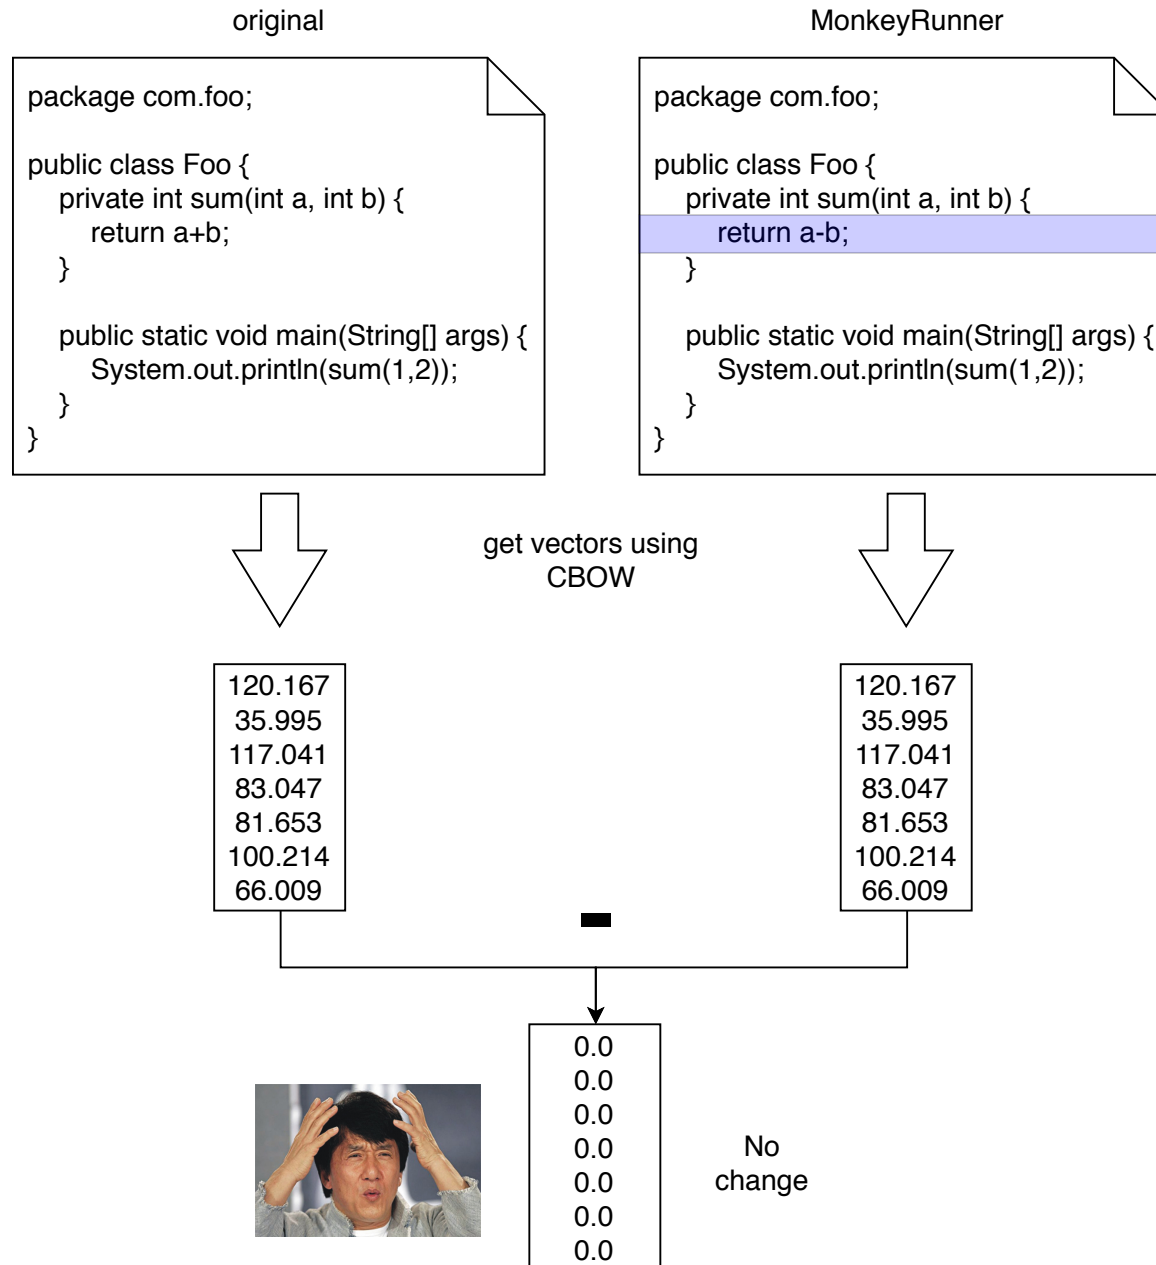 original
package com.foo;
public class Foo {
private int sum(int a, int b) {
return a+b;
}
public static void main(String[] args) {
System.out.println(sum(1,2));
}
}
MonkeyRunner
package com.foo;
public class Foo {
private int sum(int a, int b) {
return a-b;
}
public static void main(String[] args) {
System.out.println(sum(1,2));
}
}
get vectors using
CBOW
120.167
35.995
117.041
83.047
81.653
100.214
66.009
120.167
35.995
117.041
83.047
81.653
100.214
66.009
-
0.0
0.0
0.0
0.0
0.0
0.0
0.0
No
change